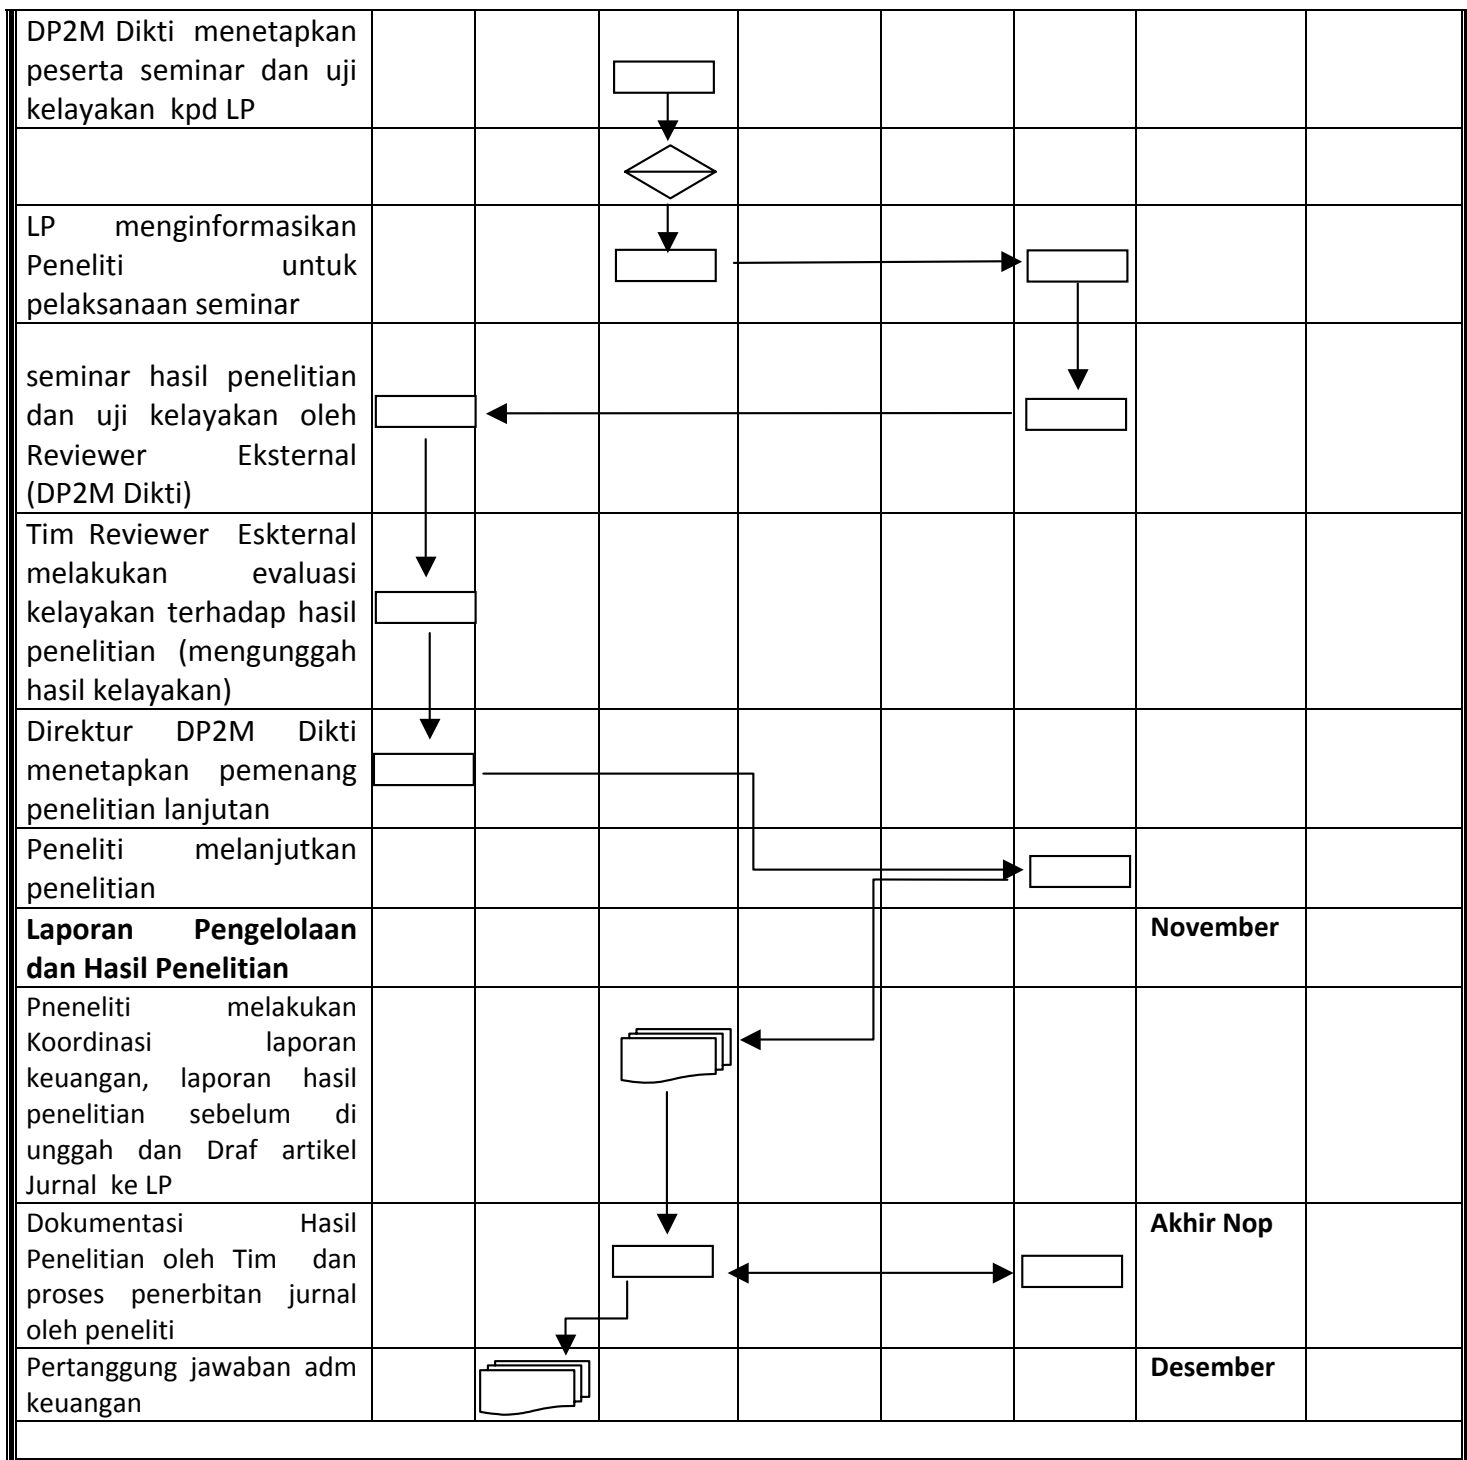 DP2M Dikti menetapkan
peserta seminar dan uji
kelayakan kpd LP
LP menginformasikan
Peneliti untuk
pelaksanaan seminar
seminar hasil penelitian
dan uji kelayakan oleh
Reviewer Eksternal
(DP2M Dikti)
Tim Reviewer Eskternal
melakukan evaluasi
kelayakan terhadap hasil
penelitian (mengunggah
hasil kelayakan)
Direktur DP2M Dikti
menetapkan pemenang
penelitian lanjutan
Peneliti melanjutkan
penelitian
Laporan Pengelolaan
dan Hasil Penelitian
November
Pneneliti melakukan
Koordinasi laporan
keuangan, laporan hasil
penelitian sebelum di
unggah dan Draf artikel
Jurnal ke LP
Dokumentasi Hasil
Penelitian oleh Tim dan
proses penerbitan jurnal
oleh peneliti
Akhir Nop
Pertanggung jawaban adm
keuangan
Desember